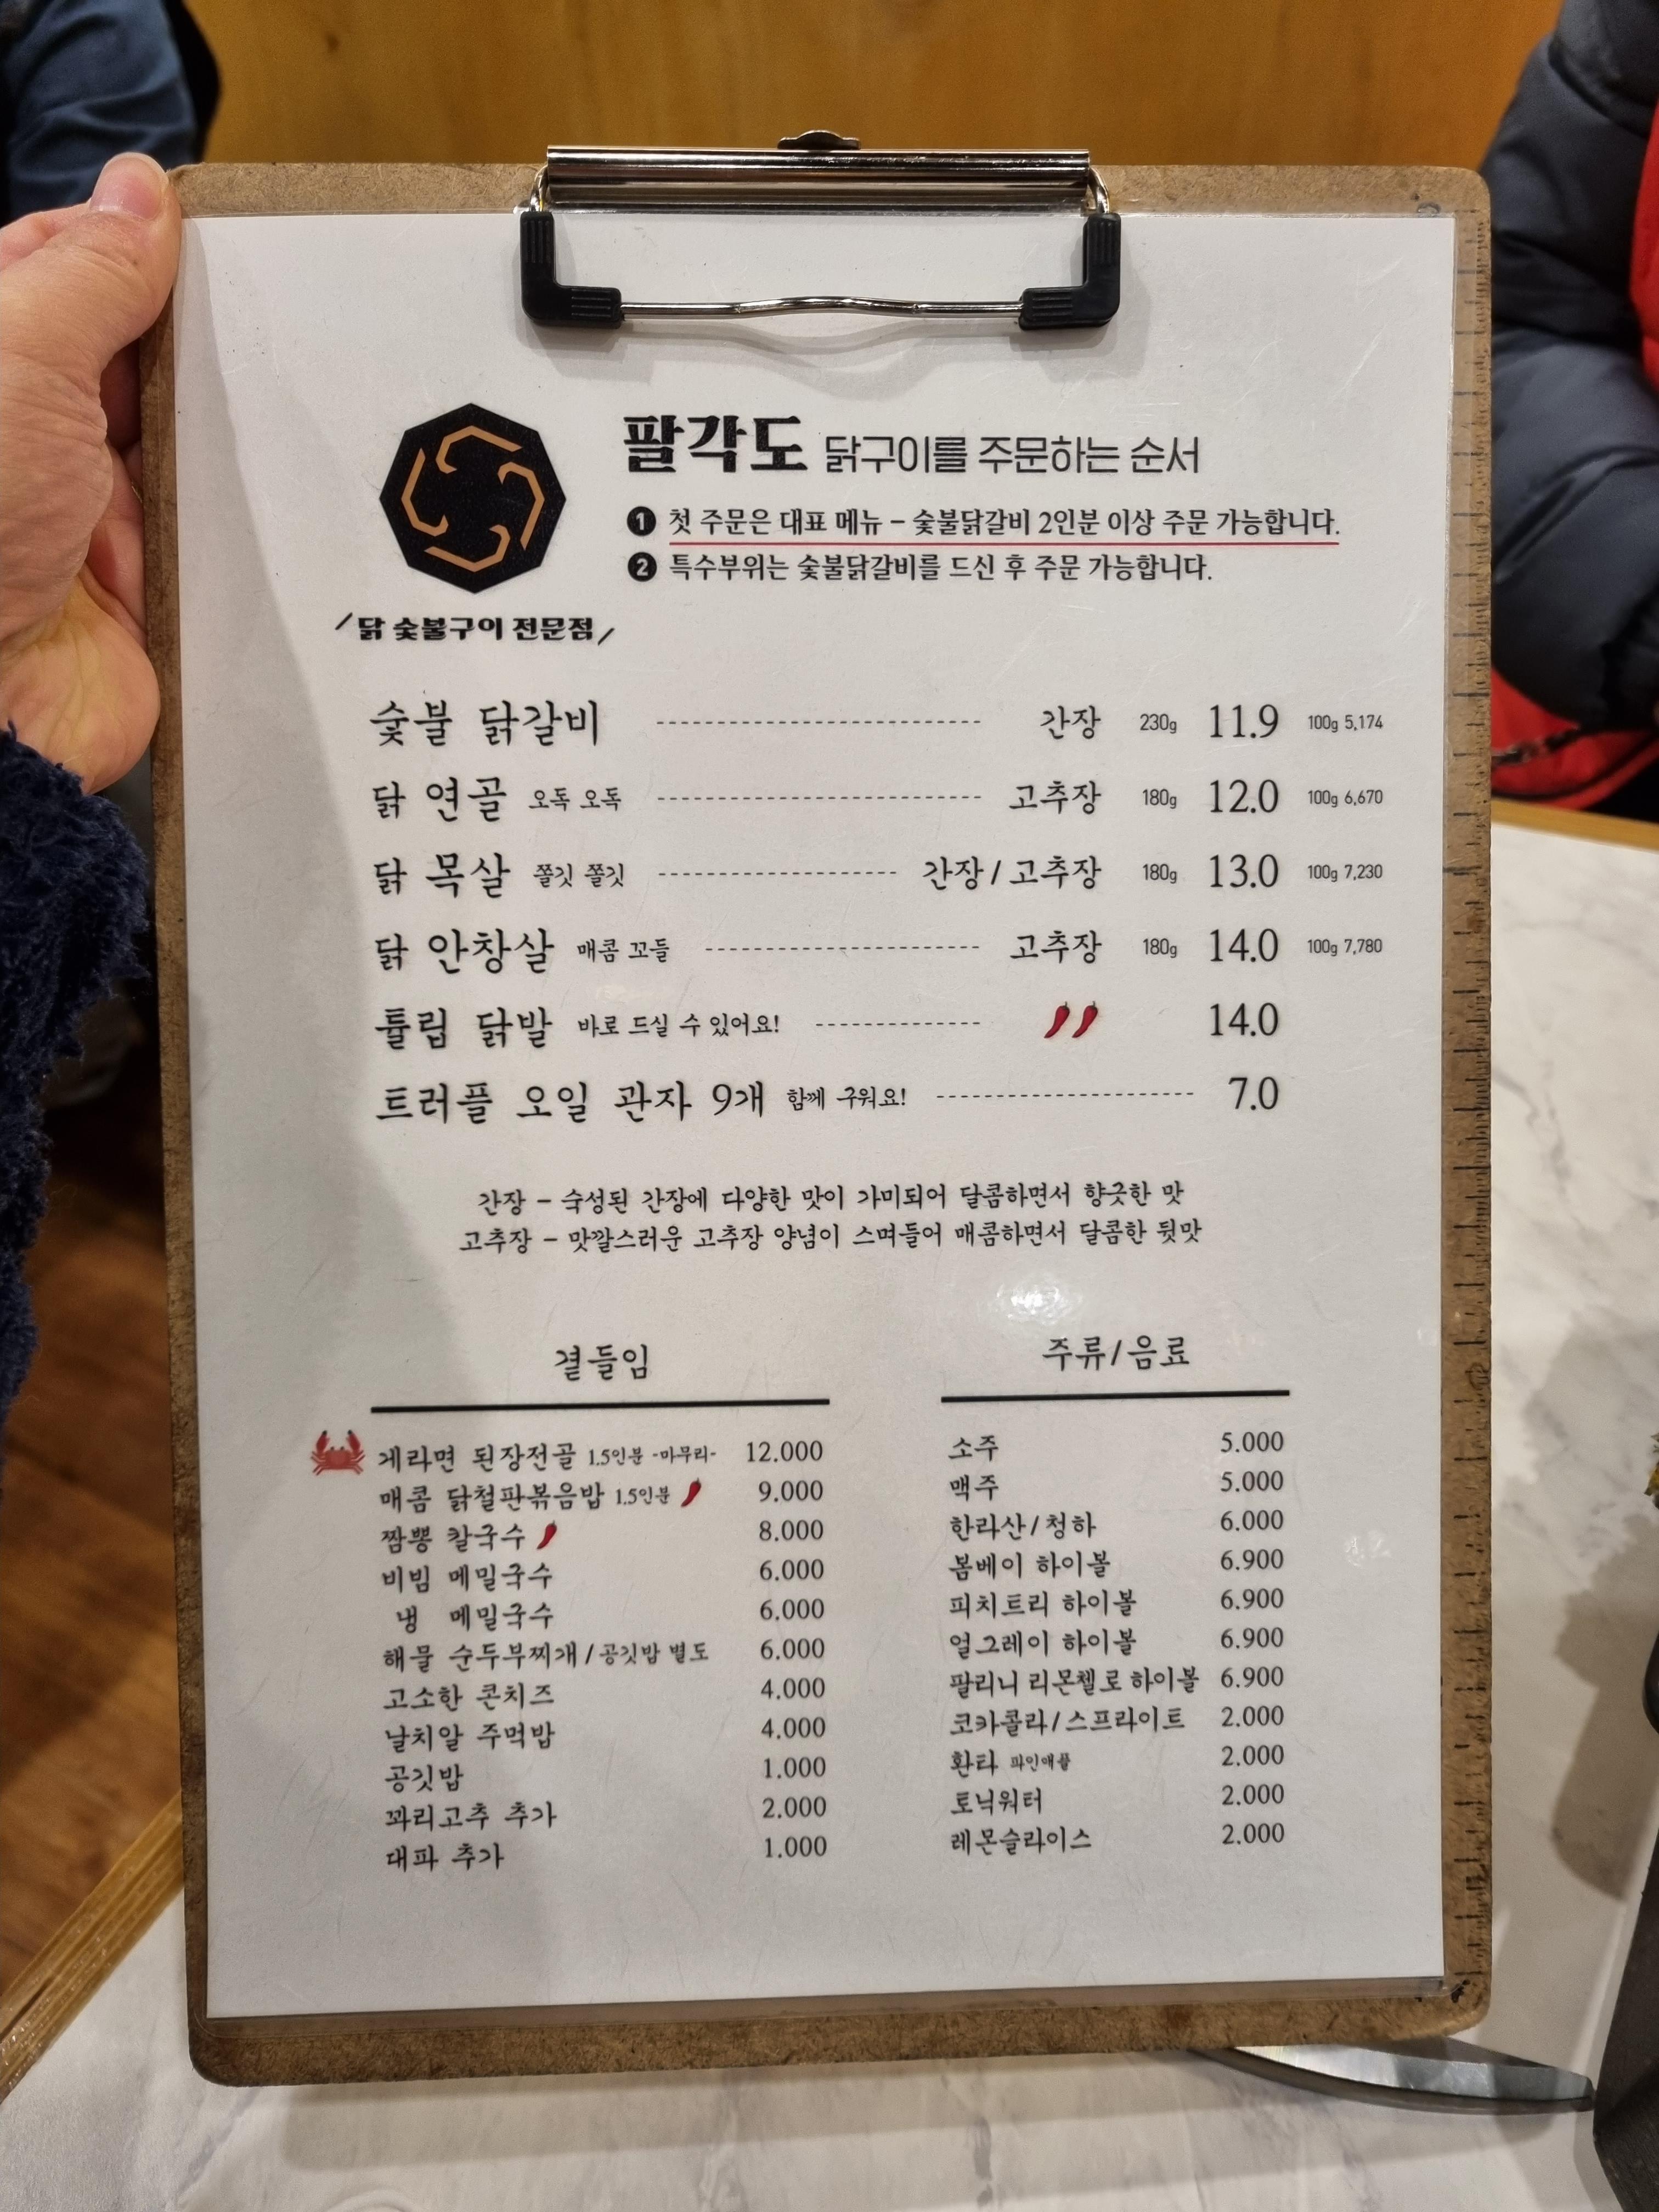 팔각도 닭구이를 주문하는 순서
1 첫 주문은 대표 메뉴 - 숯불닭갈비 2인분 이상 주문 가능합니다.
2 특수부위는 숯불닭갈비를 드신 후 주문 가능합니다.
닭 숯불구이 전문점
숯불 닭갈비 간장 230g 11.9 100g 5,174
닭 연골 오독 오독 고추장 180g 12.0 100g 6,670
닭 목살 쫄깃 쫄깃 간장/고추장 180g 13.0 100g 7,230
닭 안창살 매콤 꼬들 고추장 180g 14.0 100g 7,780
튤립 닭발 바로 드실 수 있어요! 14.0
트러플 오일 관자 9개 함께 구워요! 7.0
간장 - 숙성된 간장에 다양한 맛이 가미되어 달콤하면서 향긋한 맛
고추장 - 맛깔스러운 고추장 양념이 스며들어 매콤하면서 달콤한 뒷맛
곁들임
게라면 된장전골 1.5인분 -마무리- 12.000
매콤 닭철판볶음밥 1.5인분 9.000
짬뽕 칼국수 8.000
비빔 메밀국수 6.000
냉 메밀국수 6.000
해물 순두부찌개/공깃밥 별도 6.000
고소한 콘치즈 4.000
날치알 주먹밥 4.000
공깃밥 1.000
꽈리고추 추가 2.000
대파 추가 1.000
주류/음료
소주 5.000
맥주 5.000
한라산/청하 6.000
봄베이 하이볼 6.900
피치트리 하이볼 6.900
얼그레이 하이볼 6.900
팔리니 리몬첼로 하이볼 6.900
코카콜라/스프라이트 2.000
환타 파인애플 2.000
토닉워터 2.000
레몬슬라이스 2.000